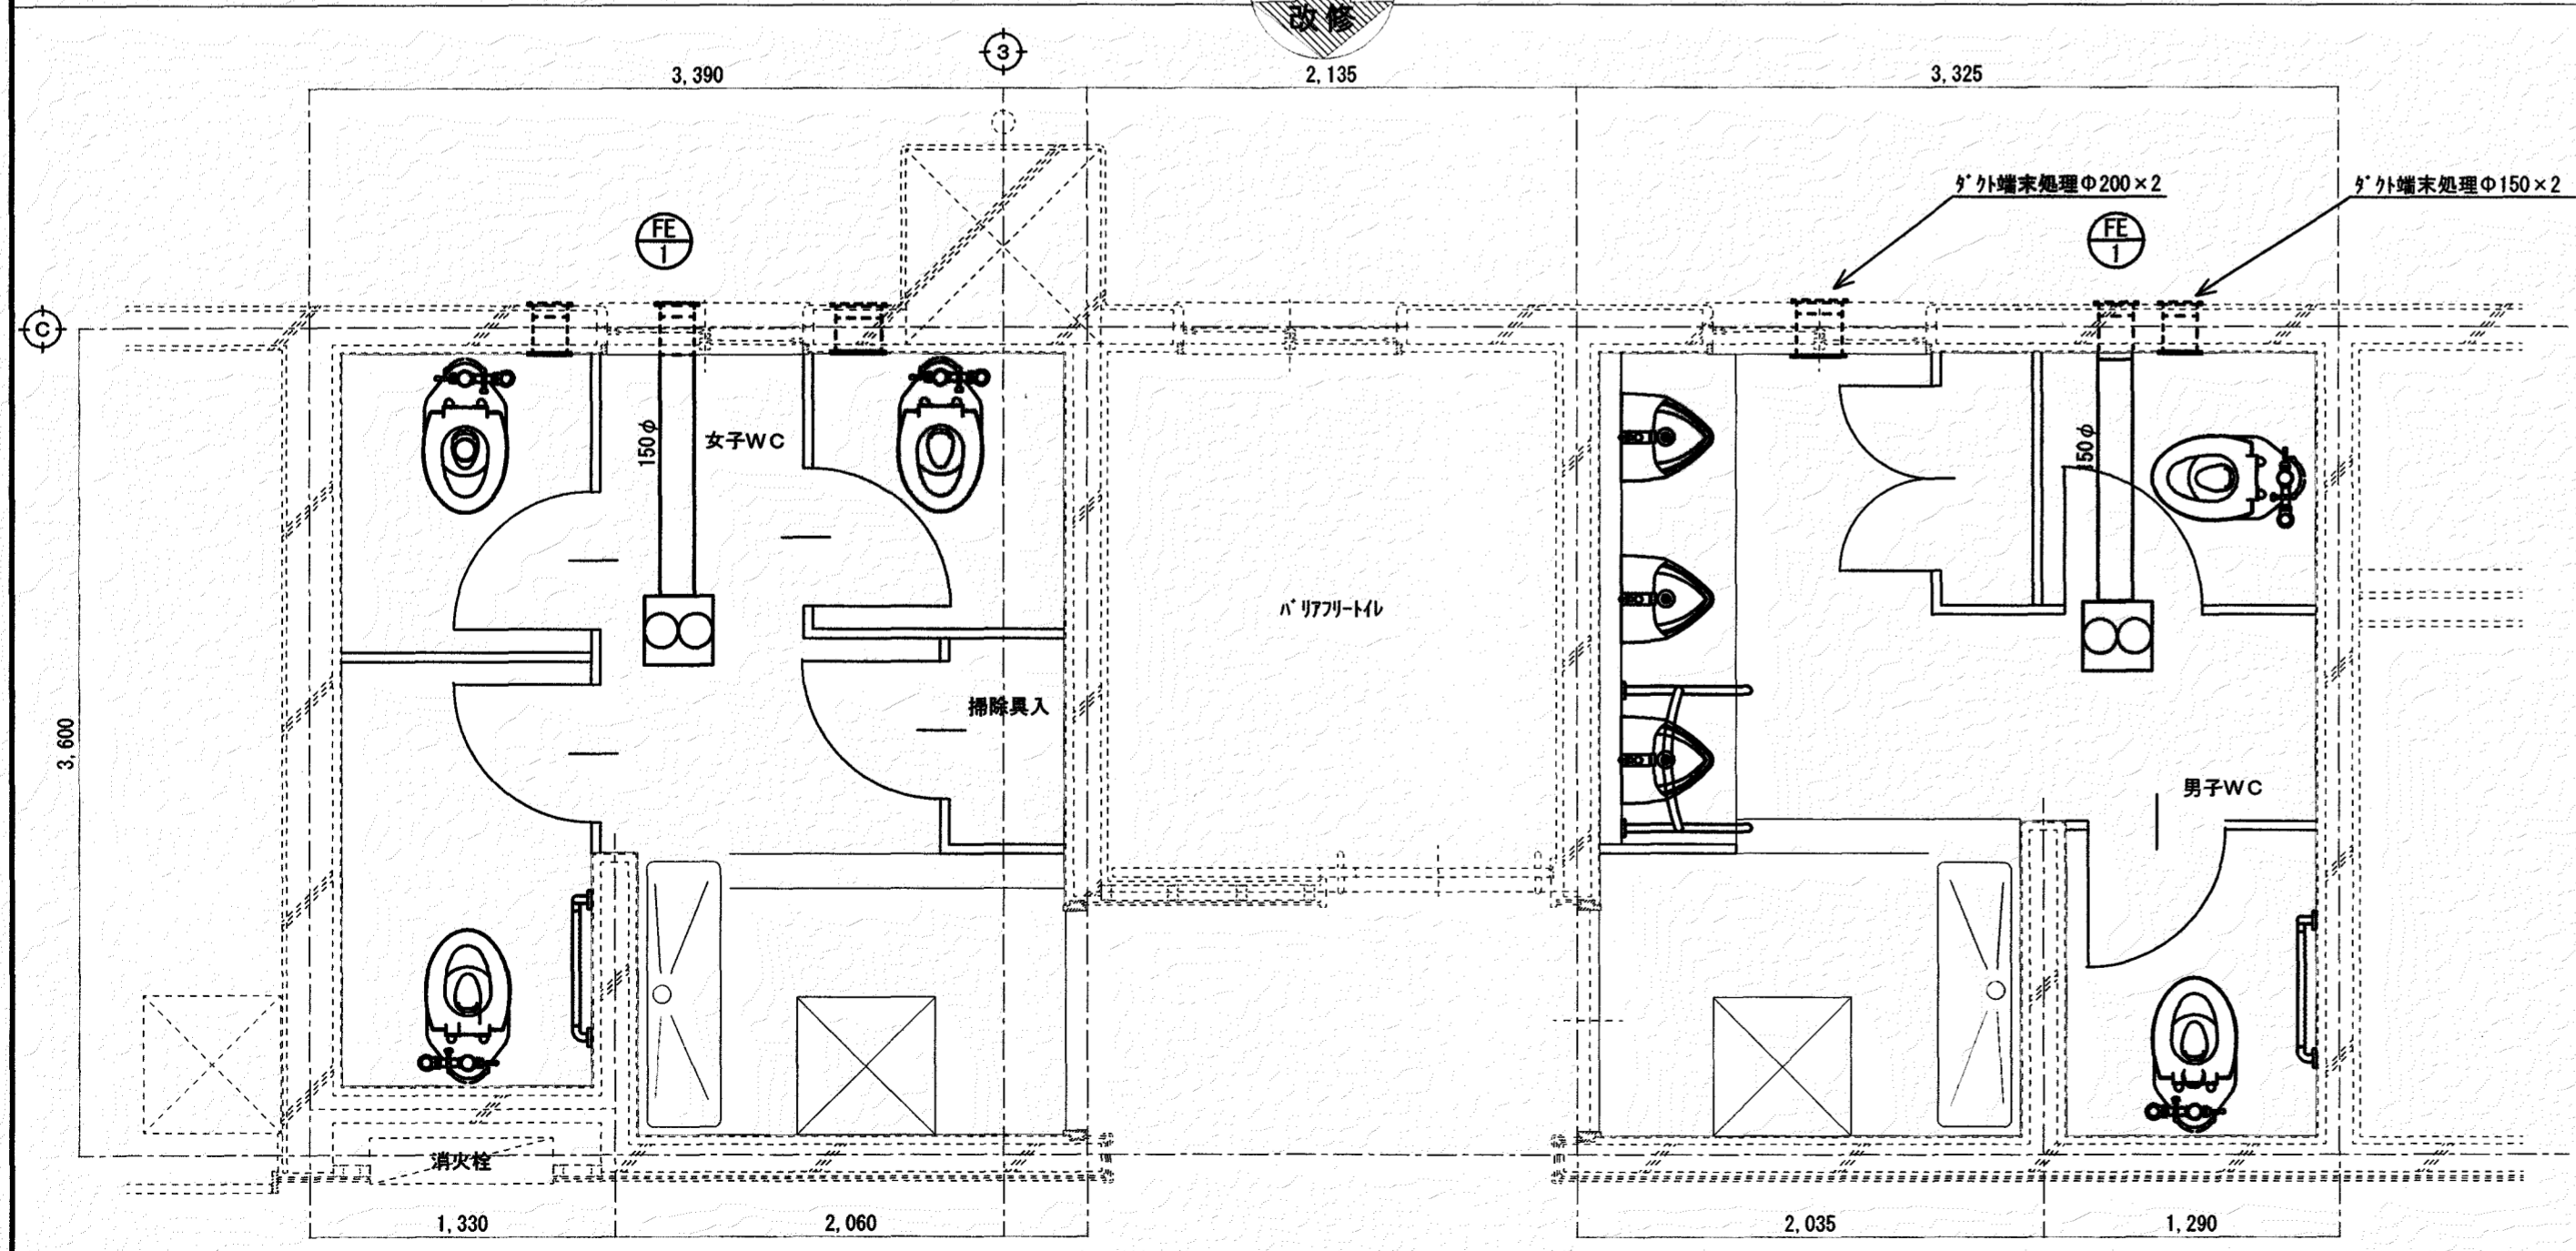 改修
3
3,390
2,135
3,325
ﾀﾞｸﾄ端末処理Φ200×2
ﾀﾞｸﾄ端末処理Φ150×2
FE
1
FE
1
C
150φ
女子WC
150φ
ﾊﾞﾘｱﾌﾘｰﾄｲﾚ
掃除具入
3,600
男子WC
消火栓
1,330
2,060
2,035
1,290